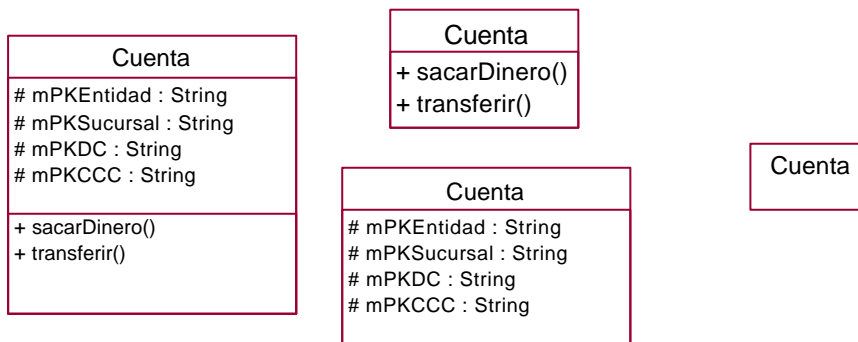 Cuenta
# mPKEntidad : String
# mPKSucursal : String
# mPKDC : String
# mPKCCC : String
+ sacarDinero()
+ transferir()
Cuenta
+ sacarDinero()
+ transferir()
Cuenta
# mPKEntidad : String
# mPKSucursal : String
# mPKDC : String
# mPKCCC : String
Cuenta